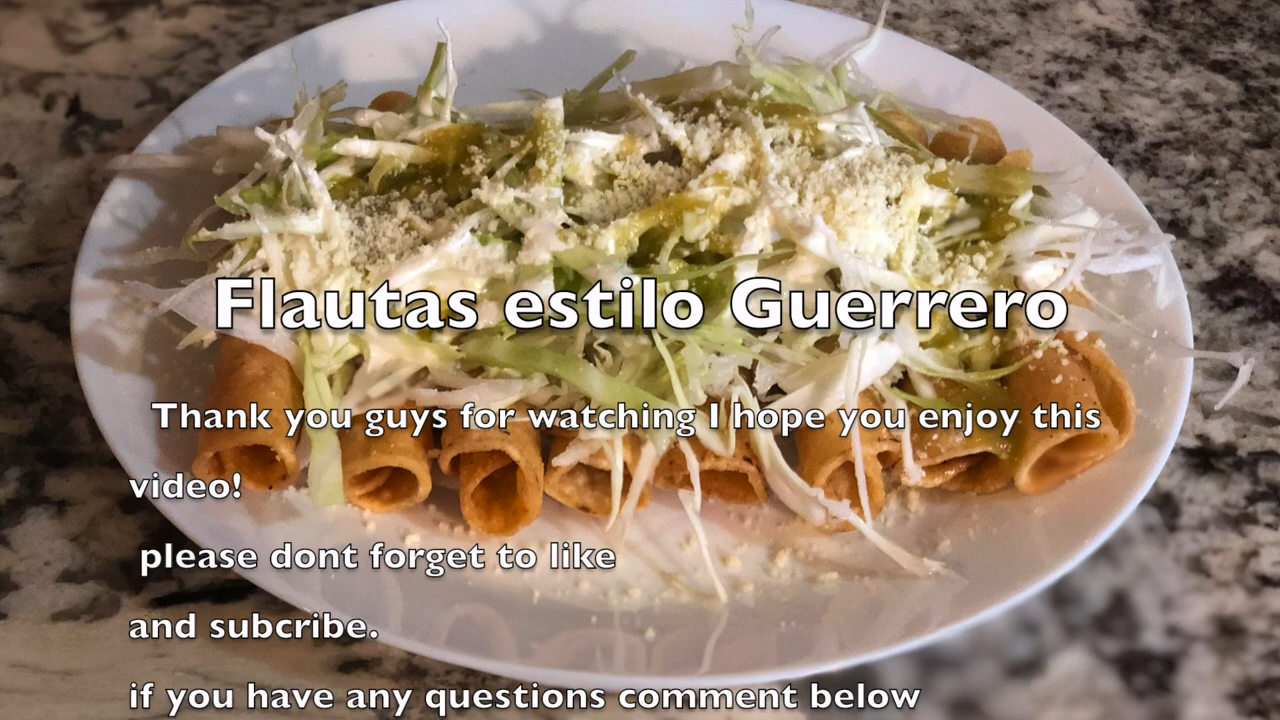 Flautas estilo Guerrero
Thank you guys for watching I hope you enjoy this
video!
please dont forget to like
and subcribe.
if you have any questions comment below